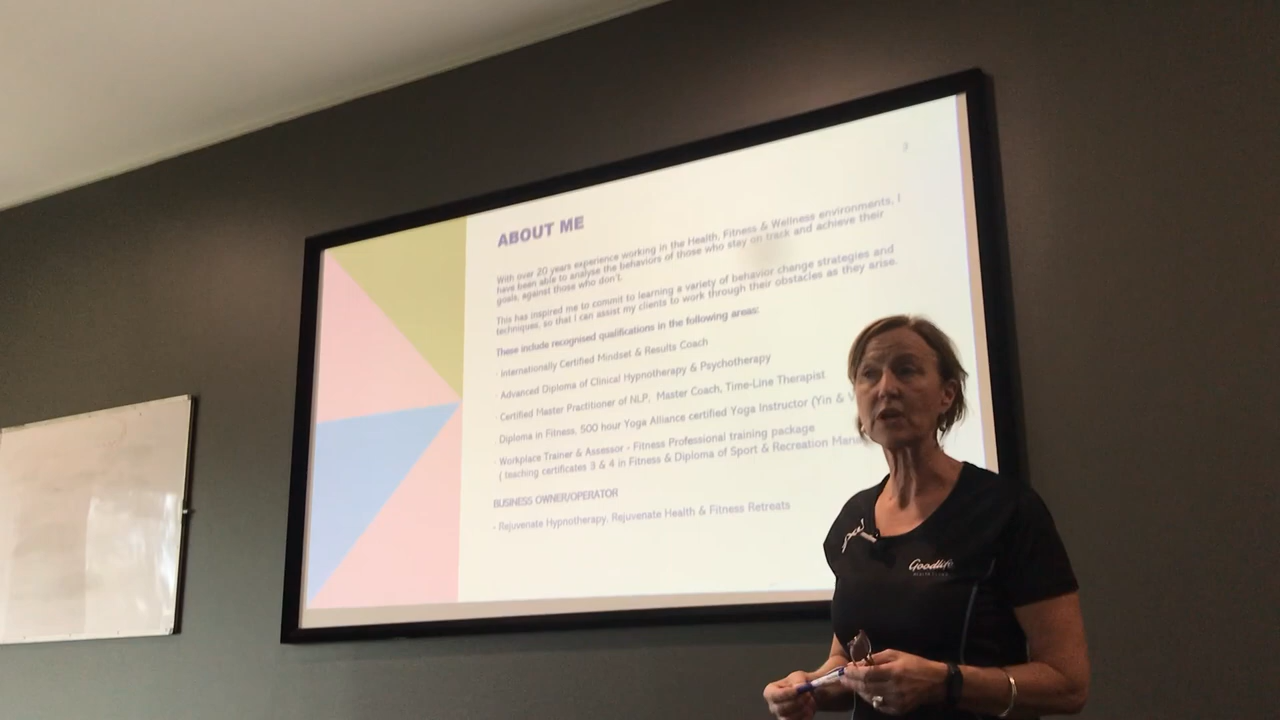 3
ABOUT ME
With over 20 years experience working in the Health, Fitness & Wellness environments, I
have been able to analyse the behaviors of those who stay on track and achieve their
goals, against those who don't.
This has inspired me to commit to learning a variety of behavior change strategies and
techniques, so that I can assist my clients to work through their obstacles as they arise.
These include recognised qualifications in the following areas:
- Internationally Certified Mindset & Results Coach
- Advanced Diploma of Clinical Hypnotherapy & Psychotherapy
- Certified Master Practitioner of NLP, Master Coach, Time-Line Therapist
- Diploma in Fitness, 500 hour Yoga Alliance certified Yoga Instructor (Yin & V
- Workplace Trainer & Assessor - Fitness Professional training package
( teaching certificates 3 & 4 in Fitness & Diploma of Sport & Recreation
BUSINESS OWNER/OPERATOR
- Rejuvenate Hypnotherapy, Rejuvenate Health & Fitness Retreats
Goodlife
HEALTH CLUBS